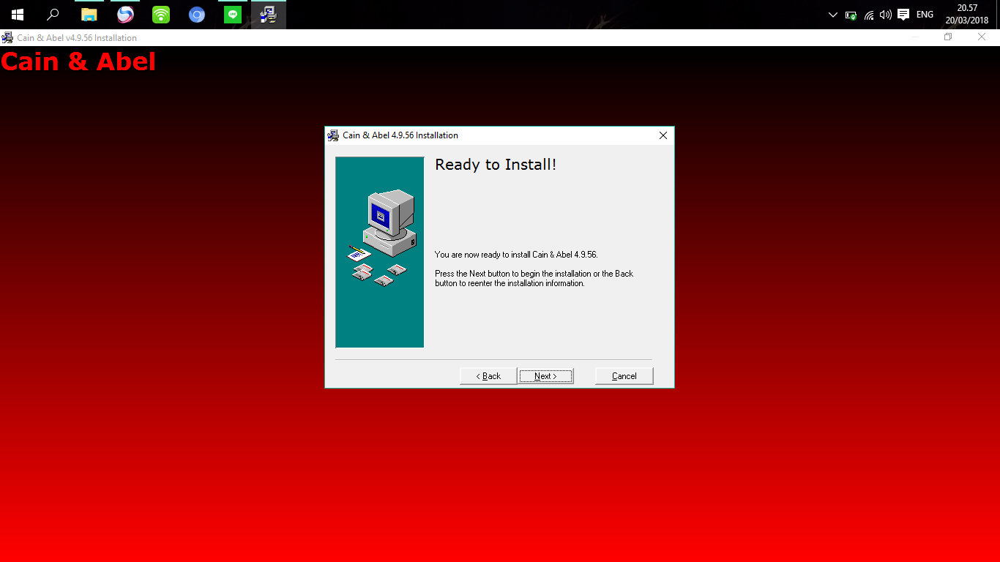 ENG
20.57
20/03/2018
Cain & Abel v4.9.56 Installation
Cain & Abel
Cain & Abel 4.9.56 Installation
Ready to Install!
You are now ready to install Cain & Abel 4.9.56.
Press the Next button to begin the installation or the Back
button to reenter the installation information.
< Back
Next >
Cancel